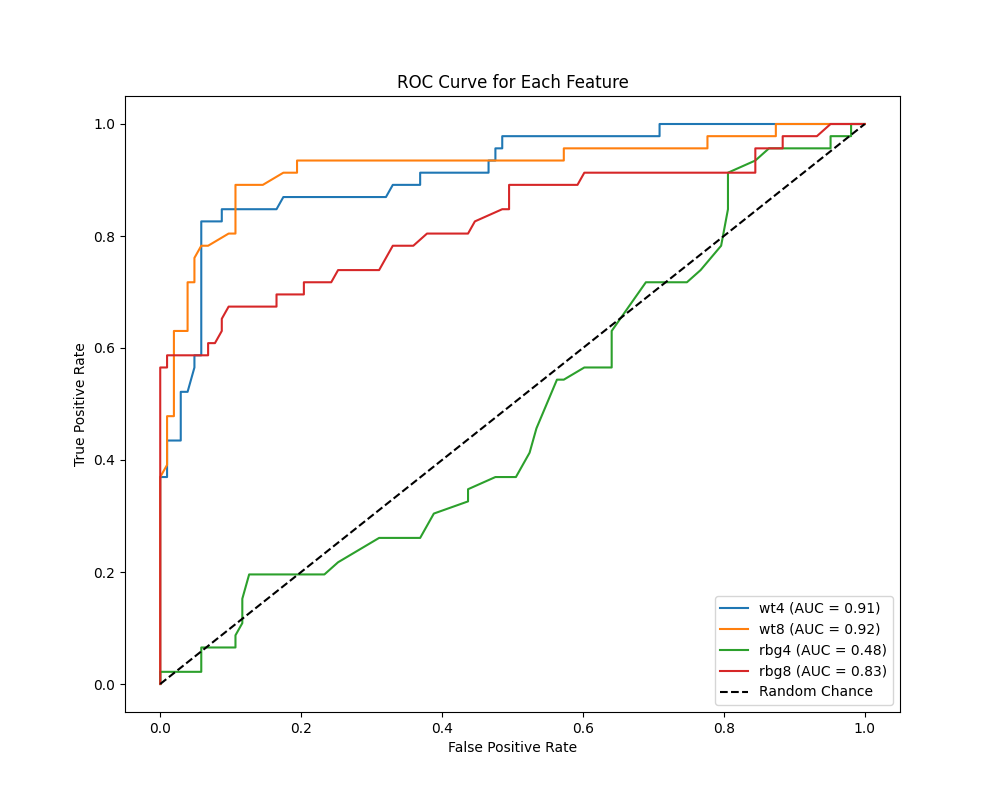 ROC Curve for Each Feature
True Positive Rate
1.0
0.8
0.6
0.4
0.2
0.0
wt4 (AUC = 0.91)
wt8 (AUC = 0.92)
rbg4 (AUC = 0.48)
rbg8 (AUC = 0.83)
Random Chance
0.0 0.2 0.4 0.6 0.8 1.0
False Positive Rate